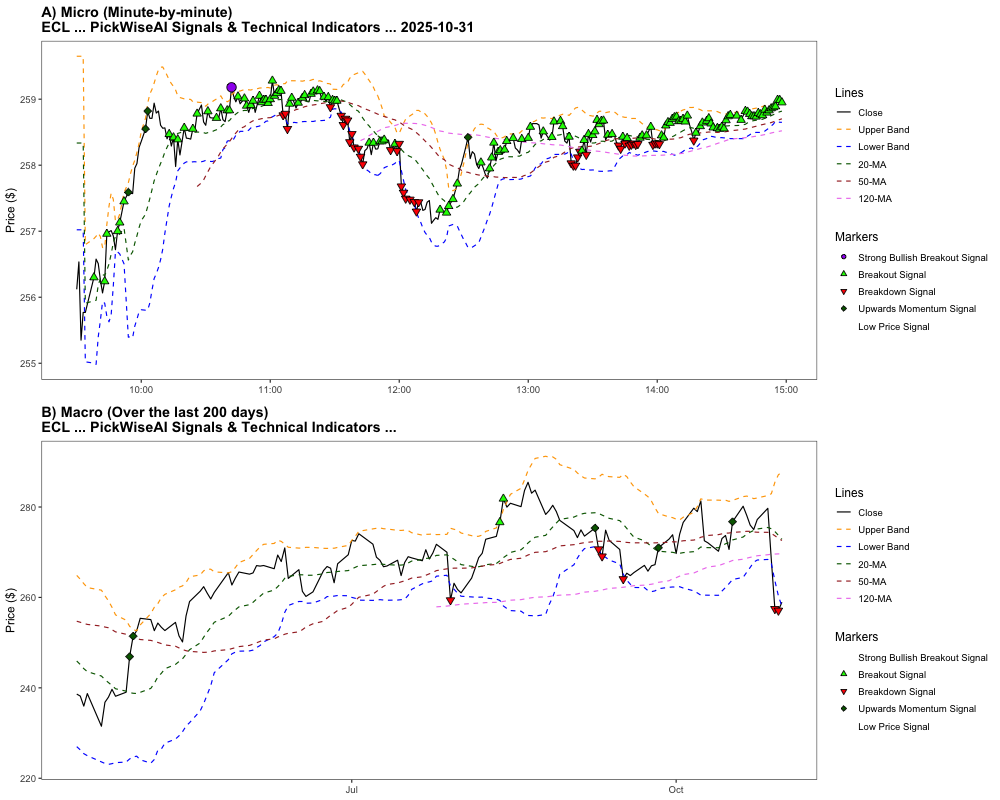 A) Micro (Minute-by-minute)
ECL ... PickWiseAI Signals & Technical Indicators ... 2025-10-31
Price ($)
259
258
257
256
255
10:00
11:00
12:00
13:00
14:00
15:00
Lines
Close
Upper Band
Lower Band
20-MA
50-MA
120-MA
Markers
Strong Bullish Breakout Signal
Breakout Signal
Breakdown Signal
Upwards Momentum Signal
Low Price Signal
B) Macro (Over the last 200 days)
ECL ... PickWiseAI Signals & Technical Indicators ...
Price ($)
280
260
240
220
Jul
Oct
Lines
Close
Upper Band
Lower Band
20-MA
50-MA
120-MA
Markers
Strong Bullish Breakout Signal
Breakout Signal
Breakdown Signal
Upwards Momentum Signal
Low Price Signal